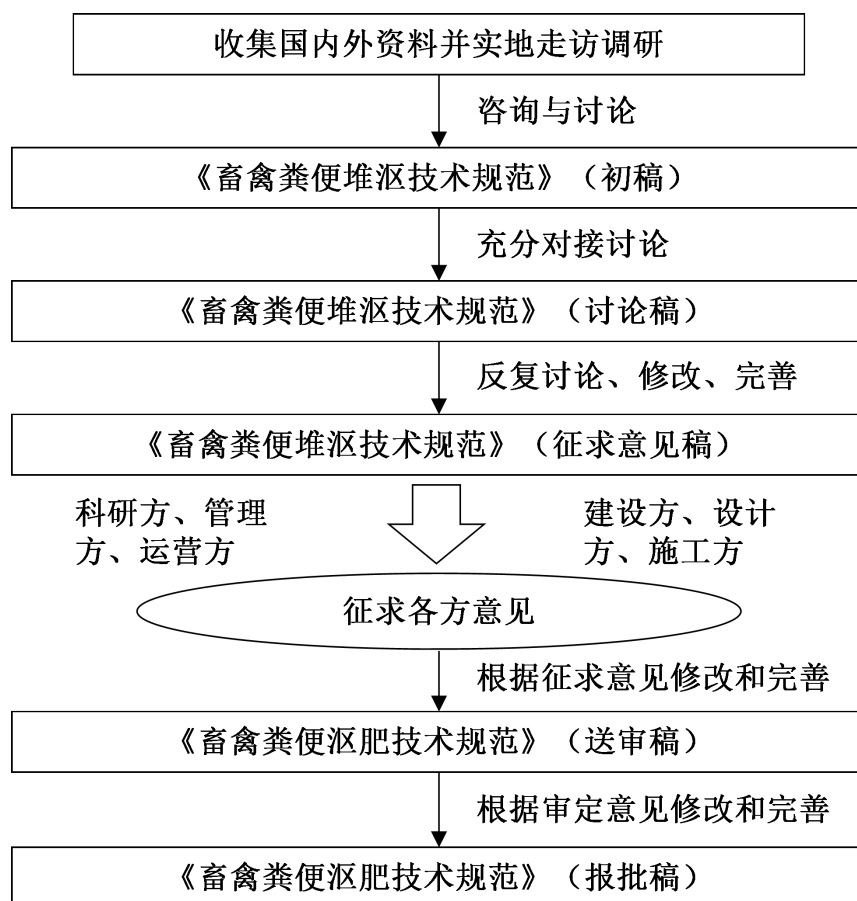 收集国内外资料并实地走访调研
咨询与讨论
《畜禽粪便堆沤技术规范》（初稿）
充分对接讨论
《畜禽粪便堆沤技术规范》（讨论稿）
反复讨论、修改、完善
《畜禽粪便堆沤技术规范》（征求意见稿）
科研方、管理
方、运营方
建设方、设计
方、施工方
征求各方意见
根据征求意见修改和完善
《畜禽粪便沤肥技术规范》（送审稿）
根据审定意见修改和完善
《畜禽粪便沤肥技术规范》（报批稿）